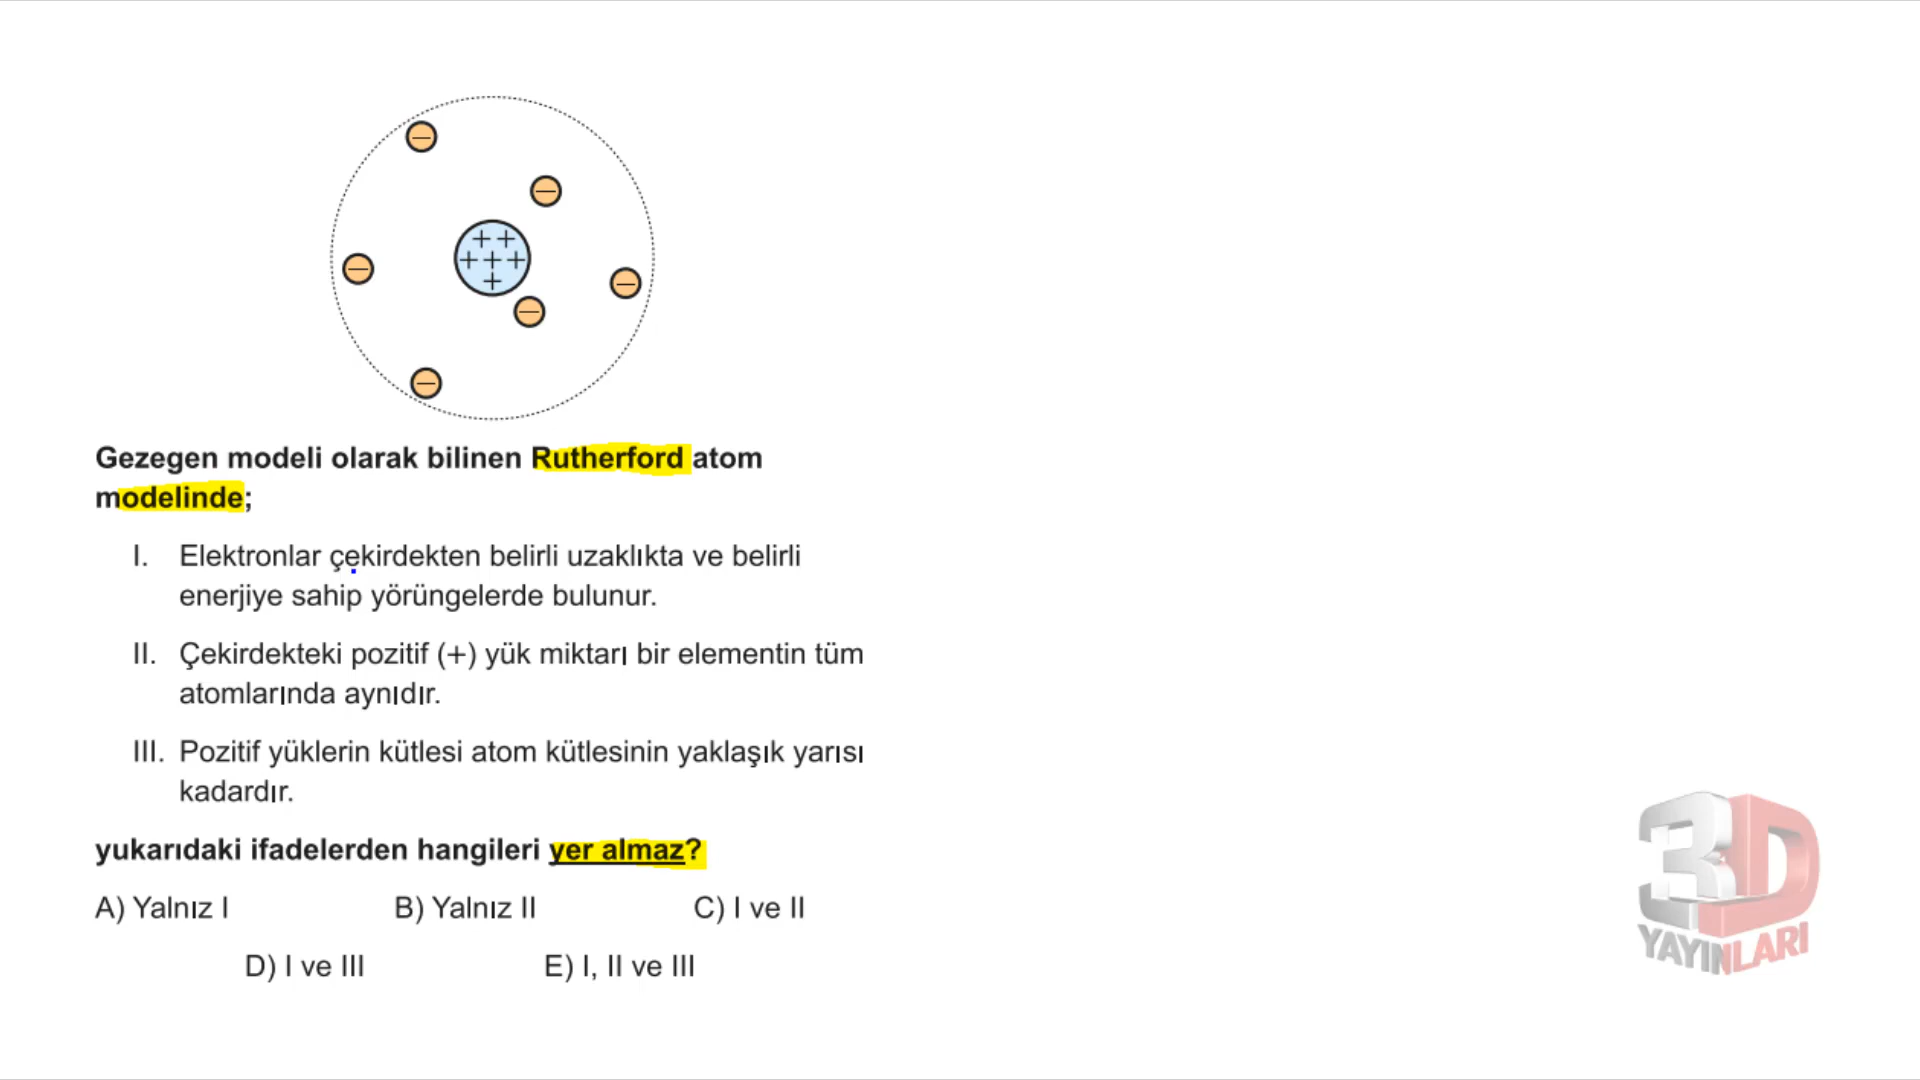 ++
+++
+
Gezegen modeli olarak bilinen Rutherford atom
modelinde;
I. Elektronlar çekirdekten belirli uzaklıkta ve belirli
enerjiye sahip yörüngelerde bulunur.
II. Çekirdekteki pozitif (+) yük miktarı bir elementin tüm
atomlarında aynıdır.
III. Pozitif yüklerin kütlesi atom kütlesinin yaklaşık yarısı
kadardır.
yukarıdaki ifadelerden hangileri yer almaz?
A) Yalnız I B) Yalnız II C) I ve II
D) I ve III E) I, II ve III
3D
YAYINLARI